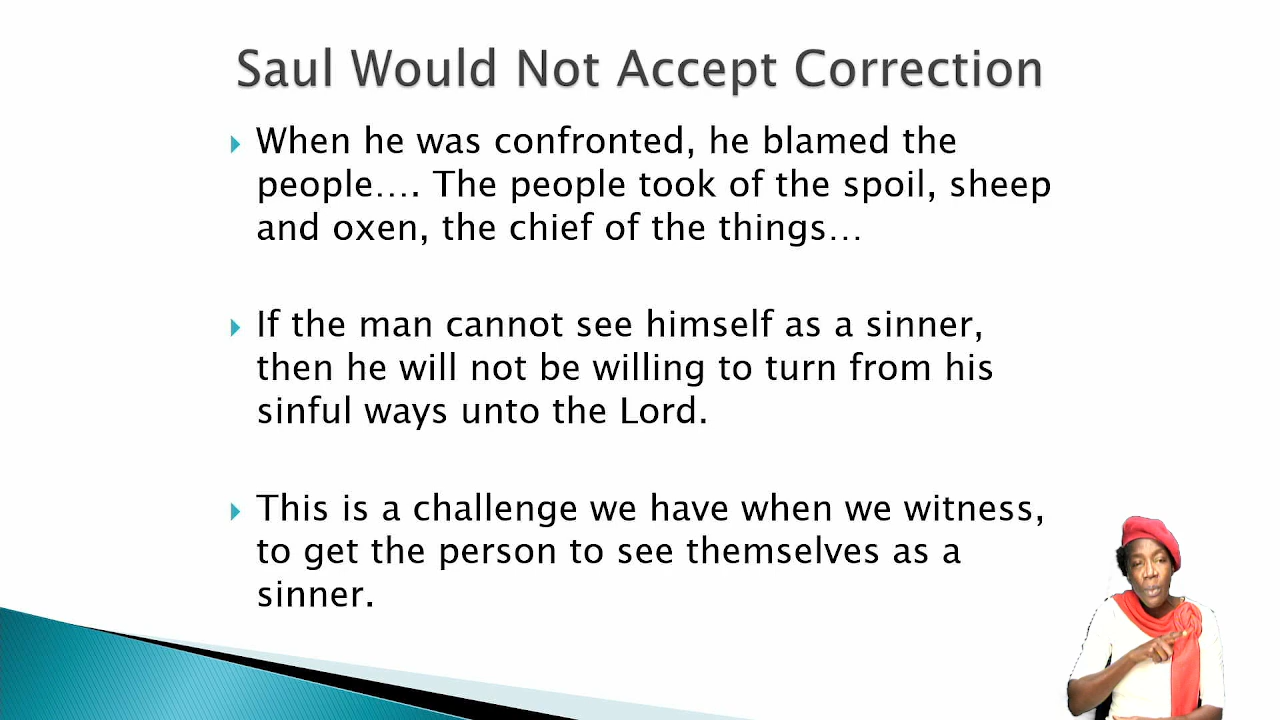 Saul Would Not Accept Correction
When he was confronted, he blamed the
people…. The people took of the spoil, sheep
and oxen, the chief of the things…
If the man cannot see himself as a sinner,
then he will not be willing to turn from his
sinful ways unto the Lord.
This is a challenge we have when we witness,
to get the person to see themselves as a
sinner.